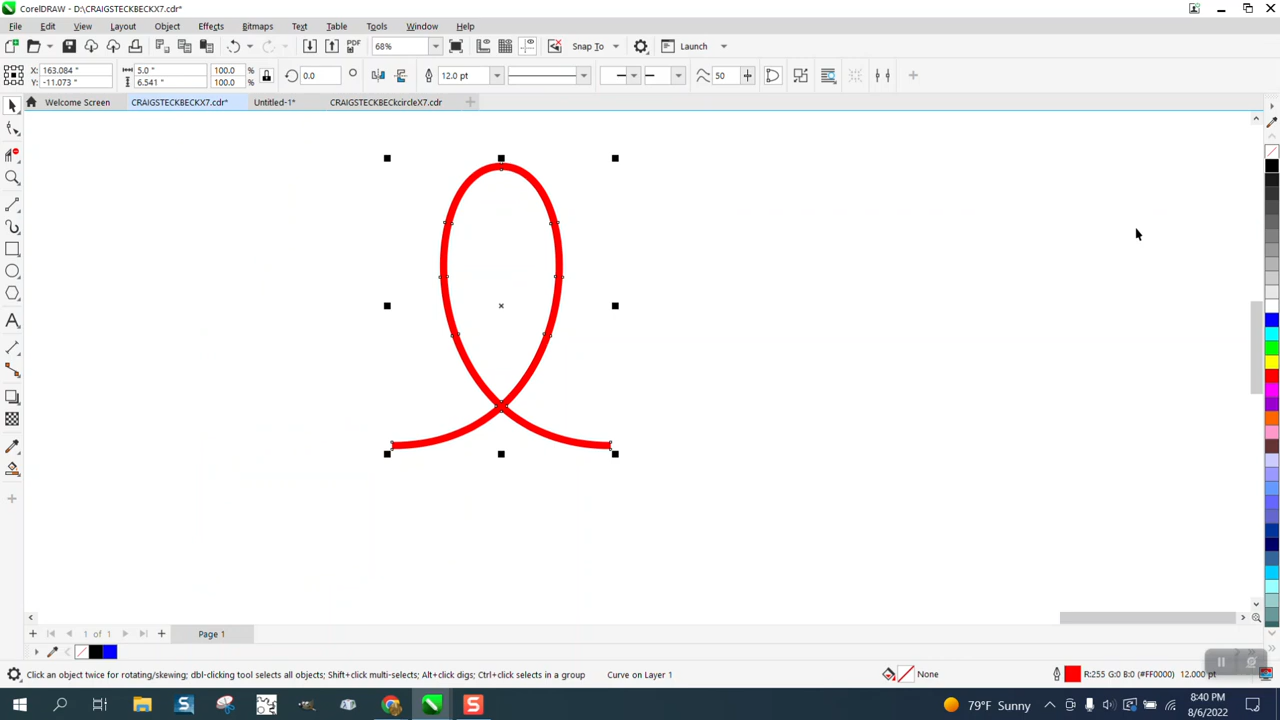 CorelDRAW - D:\CRAIGSTECKBECKX7.cdr*
File Edit View Layout Object Effects Bitmaps Text Table Tools Window Help
PDF 68% Snap To Launch
X: 163.084 " 5.0 " 100.0 % 0.0 12.0 pt 50
Y: -11.073 " 6.541 " 100.0 %
Welcome Screen CRAIGSTECKBECKX7.cdr* Untitled-1* CRAIGSTECKBECkcircleX7.cdr
1 of 1 Page 1
Click an object twice for rotating/skewing; dbl-clicking tool selects all objects; Shift+click multi-selects; Alt+click digs; Ctrl+click selects in a group Curve on Layer 1 None R:255 G:0 B:0 (#FF0000) 12.000 pt
79°F Sunny 8:40 PM
8/6/2022